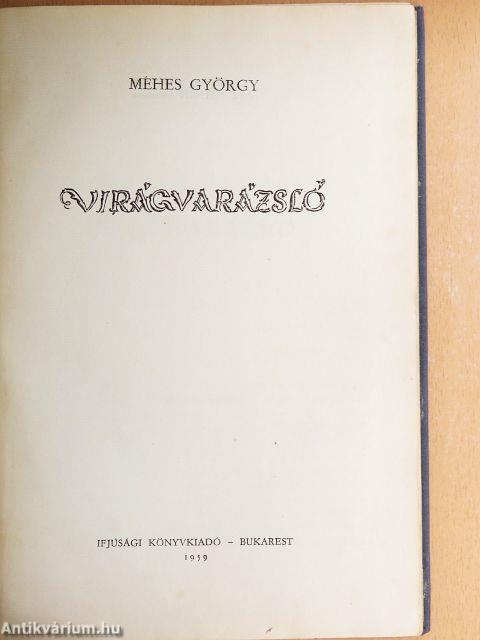 MÉHES GYÖRGY
VIRÁGVARÁZSLÓ
IFJÚSÁGI KÖNYVKIADÓ – BUKAREST
1959
Antikvárium.hu